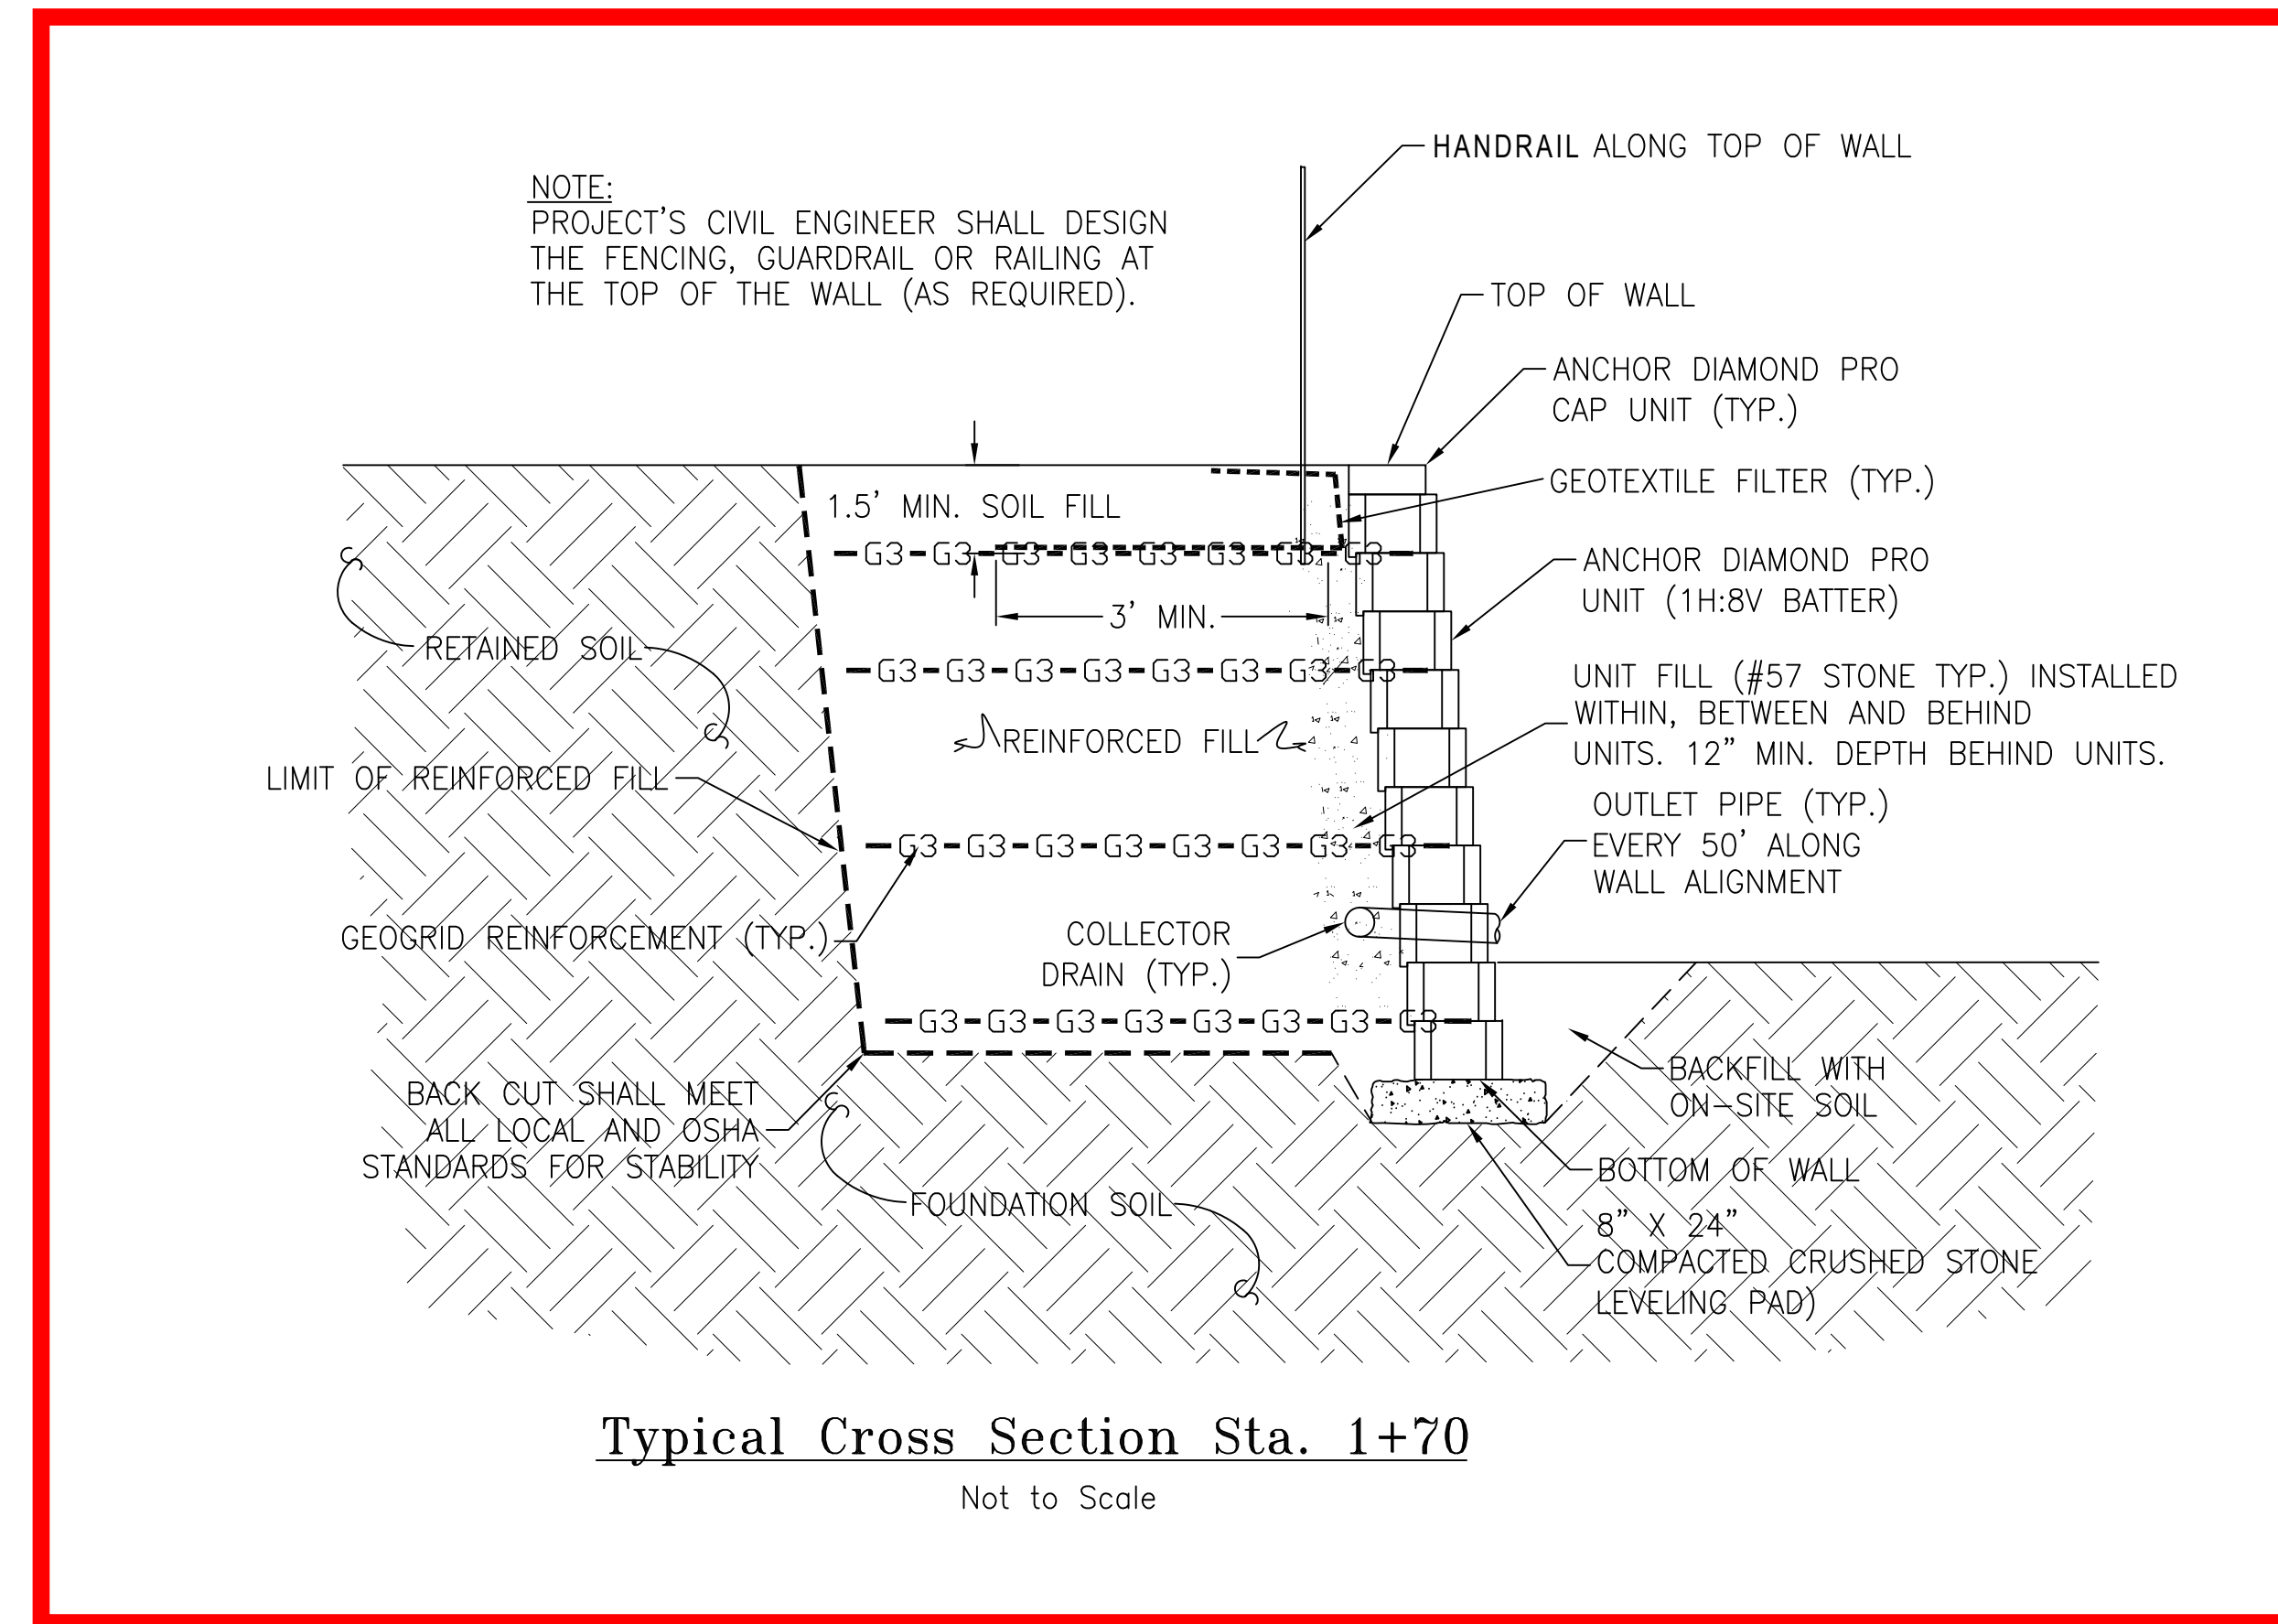 HANDRAIL ALONG TOP OF WALL
NOTE:
PROJECT'S CIVIL ENGINEER SHALL DESIGN
THE FENCING, GUARDRAIL OR RAILING AT
THE TOP OF THE WALL (AS REQUIRED).
TOP OF WALL
ANCHOR DIAMOND PRO
CAP UNIT (TYP.)
GEOTEXTILE FILTER (TYP.)
1.5' MIN. SOIL FILL
G3 G3 G3 G3 G3 G3 G3 G3
ANCHOR DIAMOND PRO
UNIT (1H:8V BATTER)
3' MIN.
RETAINED SOIL
G3 G3 G3 G3 G3 G3 G3 G3
UNIT FILL (#57 STONE TYP.) INSTALLED
WITHIN, BETWEEN AND BEHIND
UNITS. 12" MIN. DEPTH BEHIND UNITS.
REINFORCED FILL
LIMIT OF REINFORCED FILL
OUTLET PIPE (TYP.)
EVERY 50' ALONG
WALL ALIGNMENT
G3 G3 G3 G3 G3 G3 G3 G3
GEOGRID REINFORCEMENT (TYP.)
COLLECTOR
DRAIN (TYP.)
G3 G3 G3 G3 G3 G3 G3 G3
BACKFILL WITH
ON-SITE SOIL
BACK CUT SHALL MEET
ALL LOCAL AND OSHA
STANDARDS FOR STABILITY
BOTTOM OF WALL
FOUNDATION SOIL
8" X 24"
COMPACTED CRUSHED STONE
LEVELING PAD)
Typical Cross Section Sta. 1+70
Not to Scale